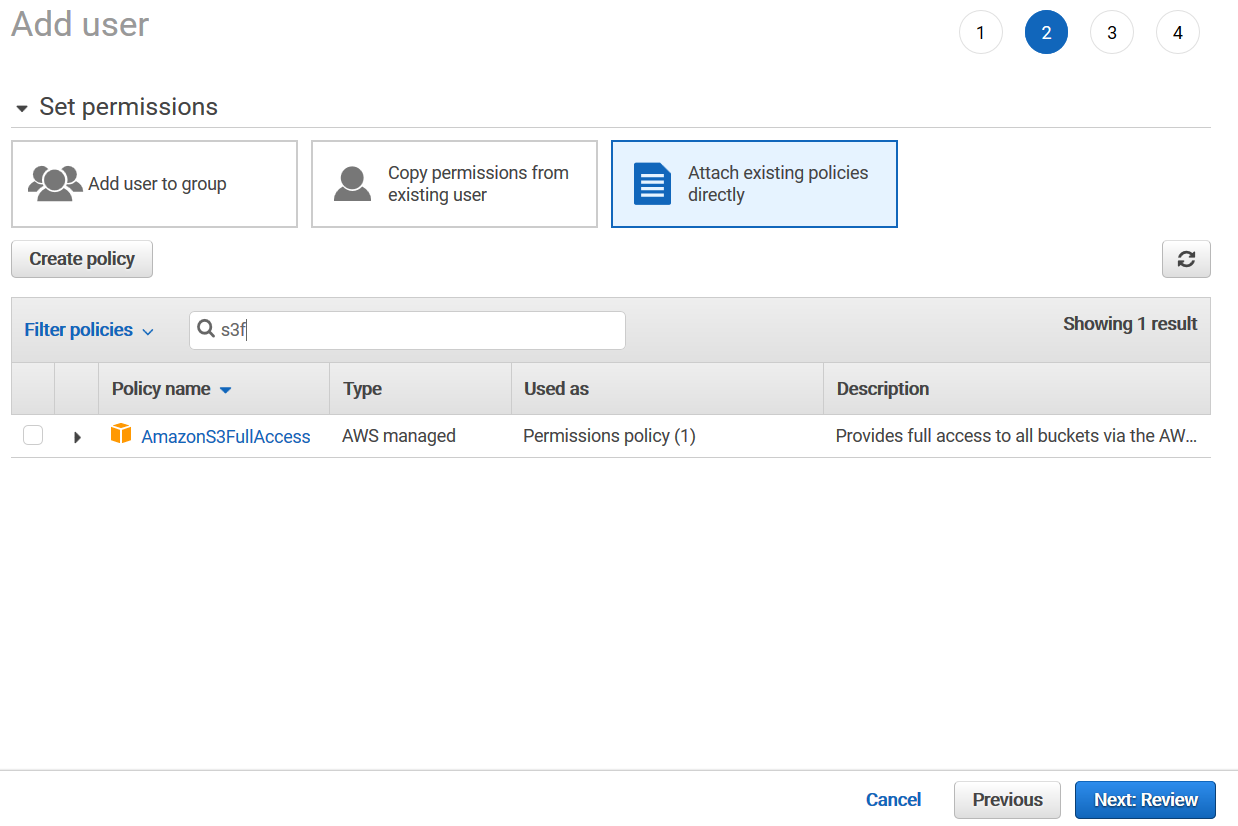 Add user
1 2 3 4
Set permissions
Add user to group
Copy permissions from
existing user
Attach existing policies
directly
Create policy
Filter policies
s3f
Showing 1 result
Policy name
Type
Used as
Description
AmazonS3FullAccess
AWS managed
Permissions policy (1)
Provides full access to all buckets via the AW...
Cancel
Previous
Next: Review